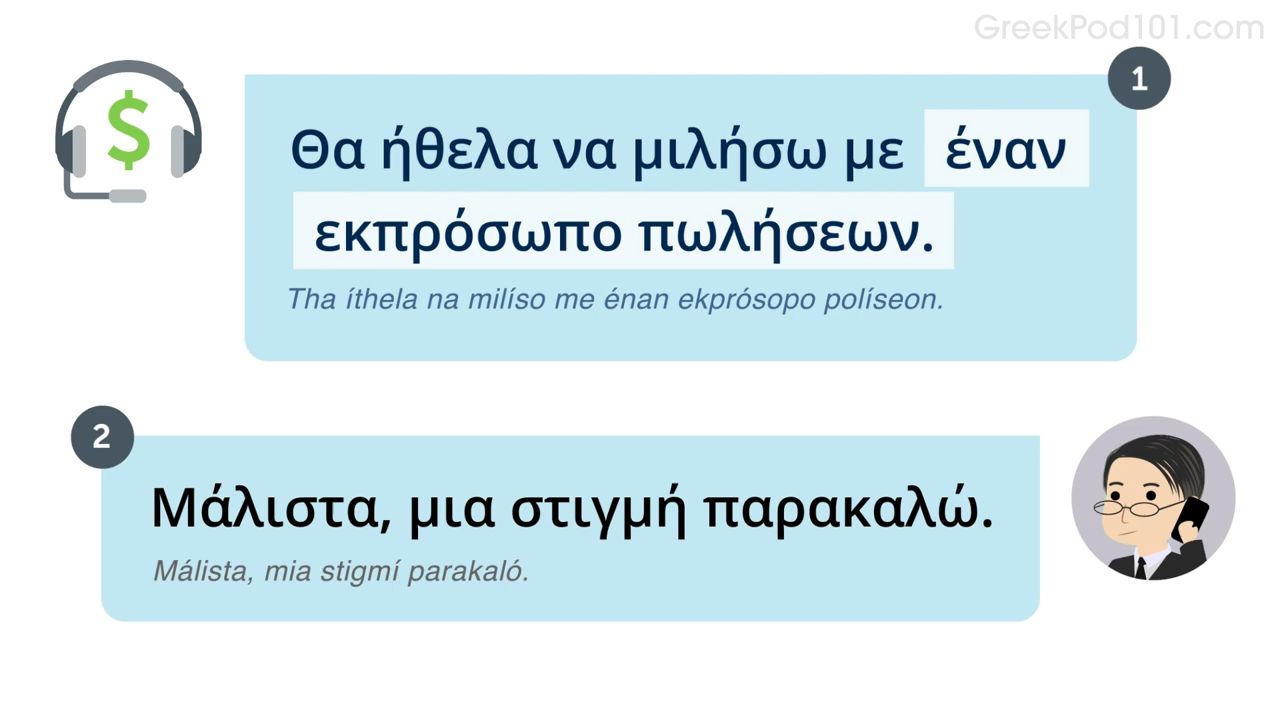 GreekPod101.com
1
Θα ήθελα να μιλήσω με έναν
εκπρόσωπο πωλήσεων.
Tha íthela na milíso me énan ekprósopo políseon.
2
Μάλιστα, μια στιγμή παρακαλώ.
Málista, mia stigmí parakaló.